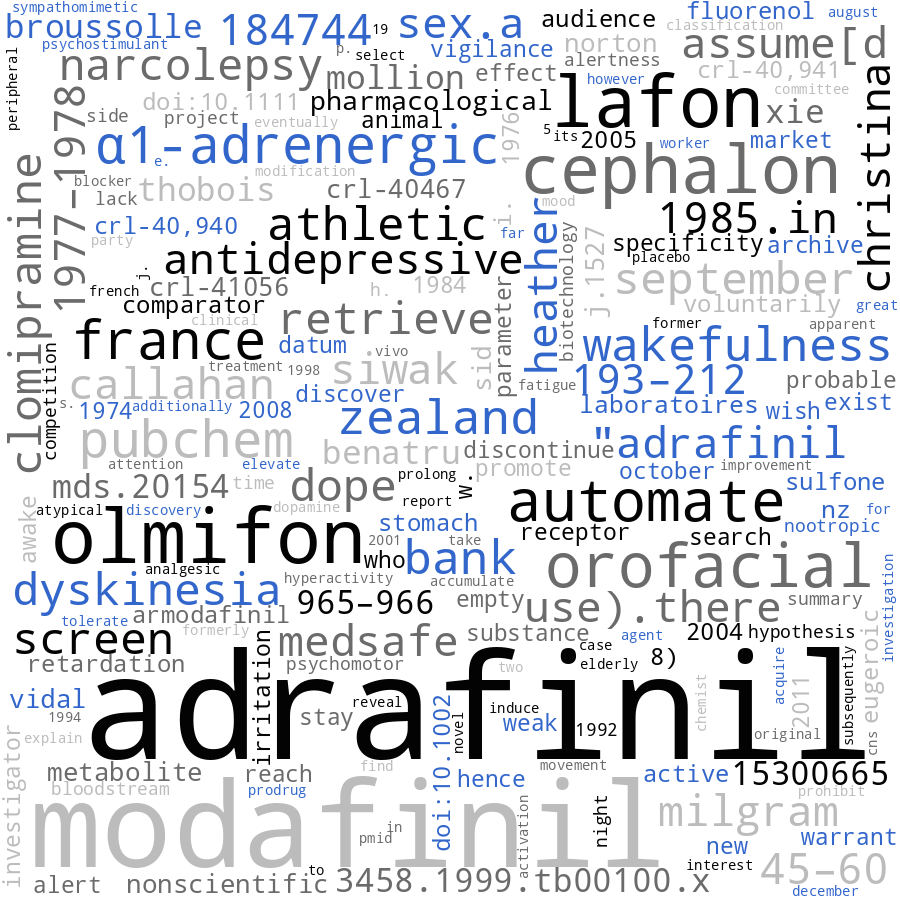 sympathomimetic
broussolle
184744
19
sex.a
audience
fluorenol
august
psychostimulant
p.
select
vigilance
norton
classification
assume[d
alertness
peripheral
narcolepsy
mollion
effect
however
crl-40,941
committee
1977–1978
side
project
doi:10.1111
eventually
pharmacological
animal
lafon
xie
christina
α1-adrenergic
e.
1976
5
its
2005
worker
market
blocker
lack
thobois
modification
crl-40467
cephalon
mood
clomipramine
crl-40,940
party
athletic
i.
far
heather
biotechnology
j.1527
1985.in
specificity
archive
placebo
j.
antidepressive
french
crl-41056
h.
1984
september
voluntarily
great
comparator
clinical
retrieve
parameter
former
apparent
france
datum
vivo
wakefulness
treatment
1998
siwak
sid
fatigue
193–212
probable
competition
callahan
discover
laboratoires
wish
exist
s.
1974
additionally
2008
zealand
"adrafinil
pubchem
benatru
discontinue
attention
elevate
prolong
w.
promote
october
improvement
mds.20154
time
dope
report
automate
sulfone
awake
atypical
discovery
dopamine
nz
for
olmifon
stomach
receptor
search
nootropic
2001
take
who
bank
analgesic
orofacial
investigation
dyskinesia
hyperactivity
accumulate
965–966
empty
use).there
summary
tolerate
armodafinil
formerly
screen
irritation
medsafe
substance
agent
2004
hypothesis
eugeroic
case
retardation
psychomotor
two
elderly
8)
adrafinil
chemist
acquire
2011
subsequently
cns
vidal
1994
stay
reveal
doi:10.1002
novel
induce
weak
1992
original
explain
investigator
metabolite
reach
find
hence
movement
active
15300665
bloodstream
prodrug
prohibit
modafinil
in
pmid
activation
night
milgram
new
warrant
interest
45–60
alert
nonscientific
to
3458.1999.tb00100.x
december